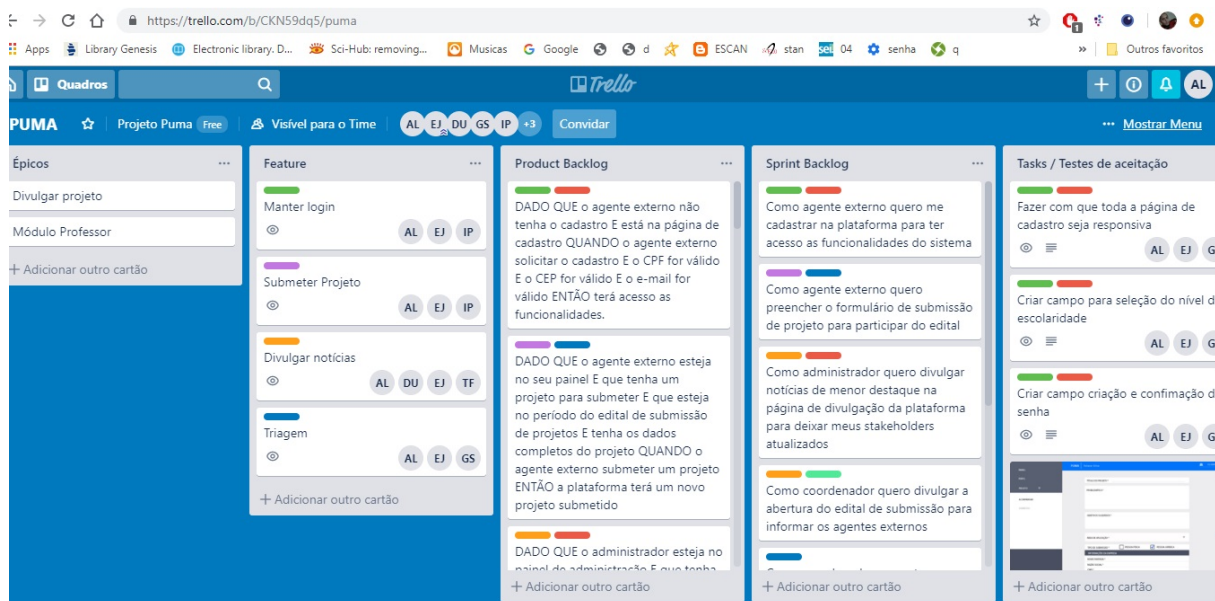 https://trello.com/b/CKN59dq5/puma
Apps Library Genesis Electronic library. D... Sci-Hub: removing... Musicas Google d ESCAN stan seil 04 senha q » Outros favoritos
Quadros Trello AL
PUMA Projeto Puma Free Visível para o Time AL EJ DU GS IP +3 Convidar ... Mostrar Menu
Épicos ...
Divulgar projeto
Módulo Professor
+ Adicionar outro cartão
Feature ...
Manter login
AL EJ IP
Submeter Projeto
AL EJ IP
Divulgar notícias
AL DU EJ TF
Triagem
AL EJ GS
+ Adicionar outro cartão
Product Backlog ...
DADO QUE o agente externo não
tenha o cadastro E está na página de
cadastro QUANDO o agente externo
solicitar o cadastro E o CPF for válido
E o CEP for válido E o e-mail for
válido ENTÃO terá acesso as
funcionalidades.
DADO QUE o agente externo esteja
no seu painel E que tenha um
projeto para submeter E que esteja
no período do edital de submissão
de projetos E tenha os dados
completos do projeto QUANDO o
agente externo submeter um projeto
ENTÃO a plataforma terá um novo
projeto submetido
DADO QUE o administrador esteja no
painel de administração E que tenha
+ Adicionar outro cartão
Sprint Backlog ...
Como agente externo quero me
cadastrar na plataforma para ter
acesso as funcionalidades do sistema
Como agente externo quero
preencher o formulário de submissão
de projeto para participar do edital
Como administrador quero divulgar
notícias de menor destaque na
página de divulgação da plataforma
para deixar meus stakeholders
atualizados
Como coordenador quero divulgar a
abertura do edital de submissão para
informar os agentes externos
+ Adicionar outro cartão
Tasks / Testes de aceitação
Fazer com que toda a página de
cadastro seja responsiva
AL EJ G
Criar campo para seleção do nível d
escolaridade
AL EJ G
Criar campo criação e confimação d
senha
AL EJ G
+ Adicionar outro cartão